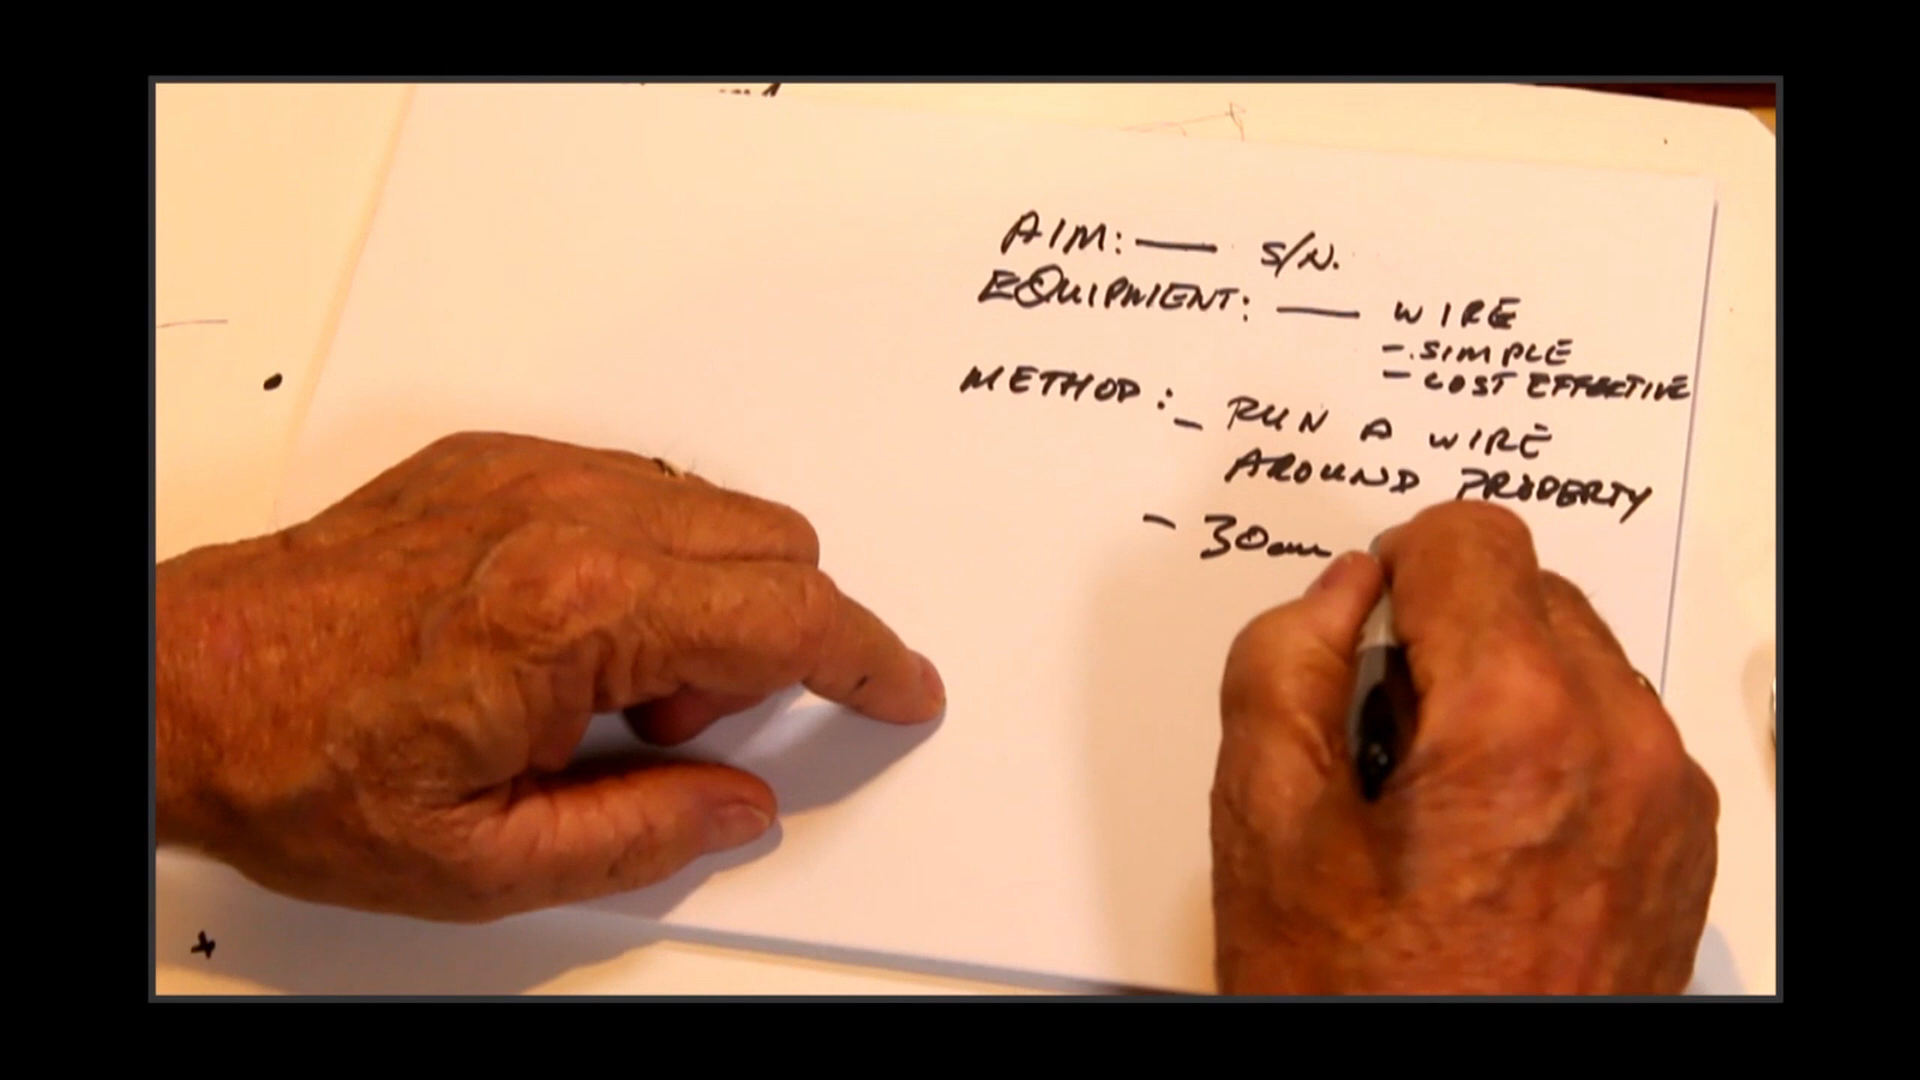 AIM: — S/N.
EQUIPMENT: — WIRE
- SIMPLE
- COST EFFECTIVE
METHOD: - RUN A WIRE
AROUND PROPERTY
- 30cm